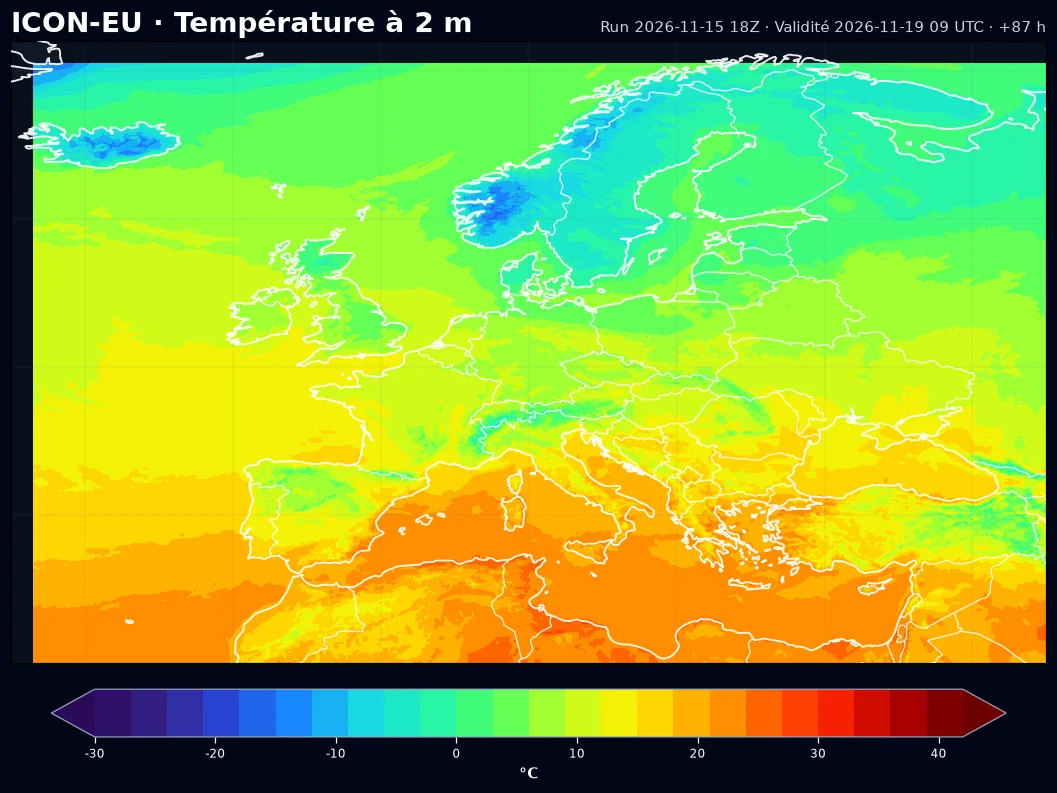 ICON-EU · Température à 2 m
Run 2026-11-15 18Z · Validité 2026-11-19 09 UTC · +87 h
-30 -20 -10 0 10 20 30 40
°C